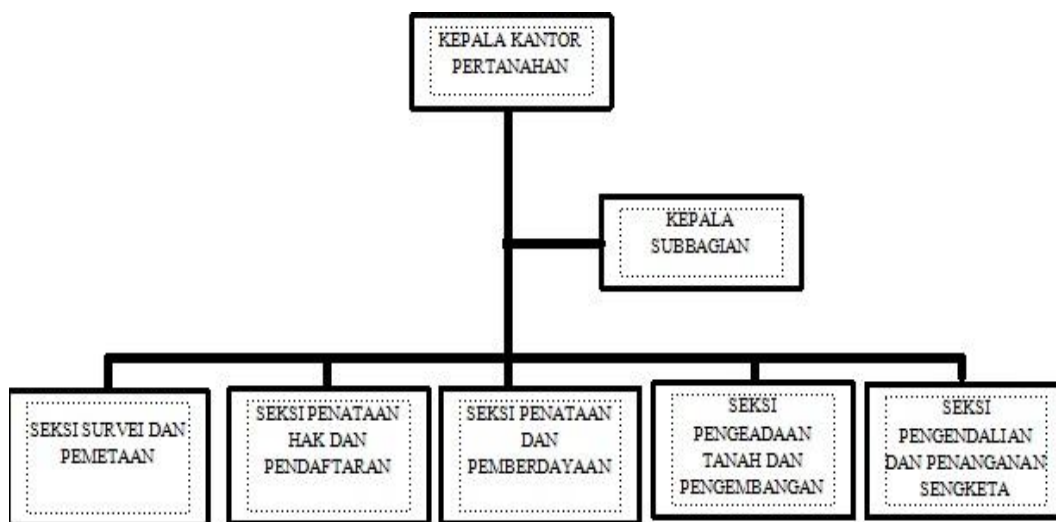 KEPALA KANTOR
PERTANAHAN
KEPALA
SUBBAGIAN
SEKSI SURVEI DAN
PEMETAAN
SEKSI PENATAAN
HAK DAN
PENDAFTARAN
SEKSI PENATAAN
DAN
PEMBERDAYAAN
SEKSI
PENGEADAAN
TANAH DAN
PENGEMBANGAN
SEKSI
PENGENDALIAN
DAN PENANGANAN
SENGKETA